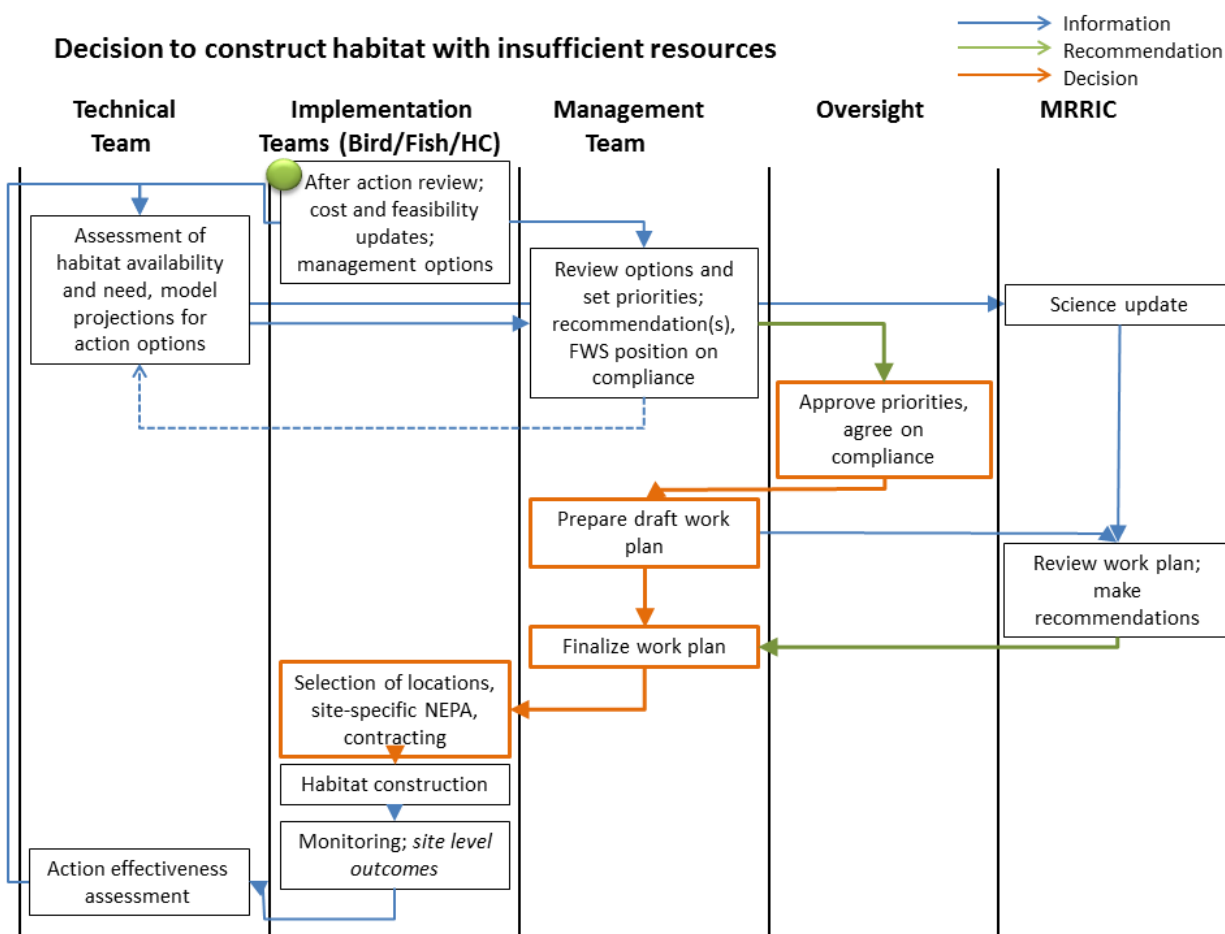 Decision to construct habitat with insufficient resources
Information
Recommendation
Decision
Technical
Team
Implementation
Teams (Bird/Fish/HC)
Management
Team
Oversight
MRRIC
After action review;
cost and feasibility
updates;
management options
Assessment of
habitat availability
and need, model
projections for
action options
Review options and
set priorities;
recommendation(s),
FWS position on
compliance
Science update
Approve priorities,
agree on
compliance
Prepare draft work
plan
Review work plan;
make
recommendations
Finalize work plan
Selection of locations,
site-specific NEPA,
contracting
Habitat construction
Monitoring; site level
outcomes
Action effectiveness
assessment